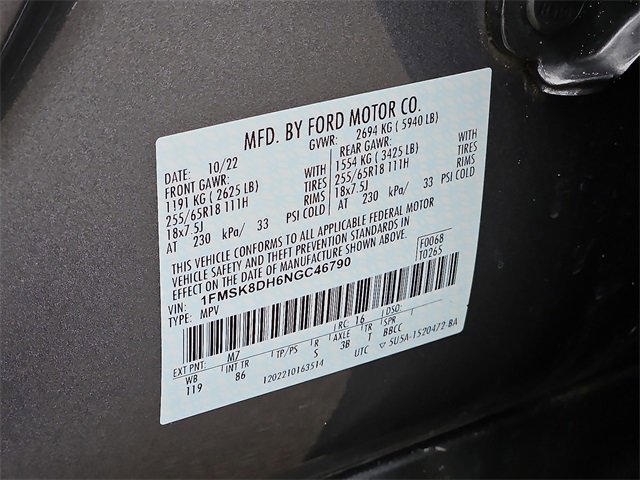 MFD. BY FORD MOTOR CO.
DATE: 10/22 GVWR: 2694 KG ( 5940 LB)
FRONT GAWR: REAR GAWR:
1191 KG ( 2625 LB) WITH 1554 KG ( 3425 LB) WITH
255/65R18 111H TIRES 255/65R18 111H TIRES
18x7.5J RIMS 18x7.5J RIMS
AT 230 kPa/ 33 PSI COLD AT 230 kPa/ 33 PSI COLD
THIS VEHICLE CONFORMS TO ALL APPLICABLE FEDERAL MOTOR
VEHICLE SAFETY AND THEFT PREVENTION STANDARDS IN
EFFECT ON THE DATE OF MANUFACTURE SHOWN ABOVE.
F0068
T0265
VIN: 1FMSK8DH6NGC46790
TYPE: MPV
EXT PNT: M7 RC: 16 DSO:
WB INT TR TP/PS R AXLE TR SPR
119 86 S 3B T BBCC
1202210163514 UTC ▽ 5U5A-1520472-BA